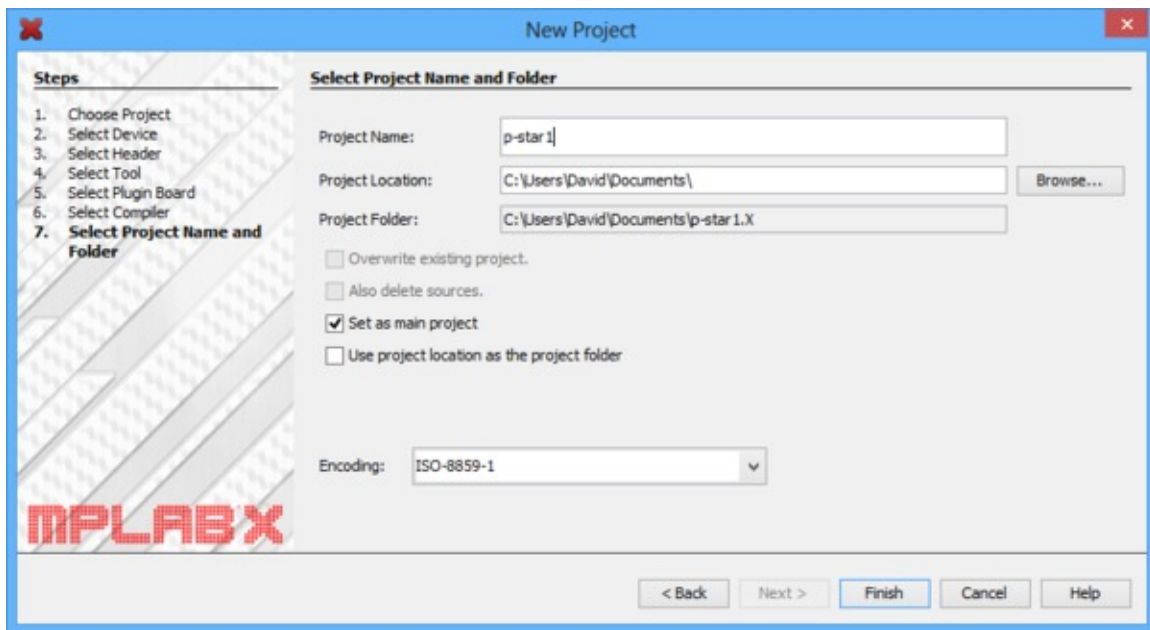 New Project
Steps
1. Choose Project
2. Select Device
3. Select Header
4. Select Tool
5. Select Plugin Board
6. Select Compiler
7. Select Project Name and
Folder
MPLAB X
Select Project Name and Folder
Project Name: p-star1
Project Location: C:\Users\David\Documents\ Browse...
Project Folder: C:\Users\David\Documents\p-star1.X
Overwrite existing project.
Also delete sources.
Set as main project
Use project location as the project folder
Encoding: ISO-8859-1
< Back Next > Finish Cancel Help